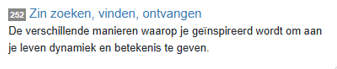 252 Zin zoeken, vinden, ontvangen
De verschillende manieren waarop je geïnspireerd wordt om aan
je leven dynamiek en betekenis te geven.